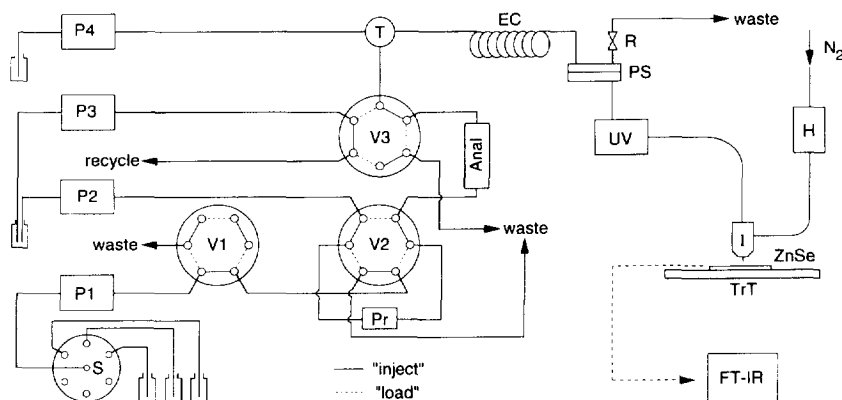 P4
T
EC
R
waste
N2
PS
P3
V3
Anal
UV
H
recycle
P2
waste
V1
V2
waste
I
ZnSe
TrT
P1
Pr
S
"inject"
"load"
FT-IR